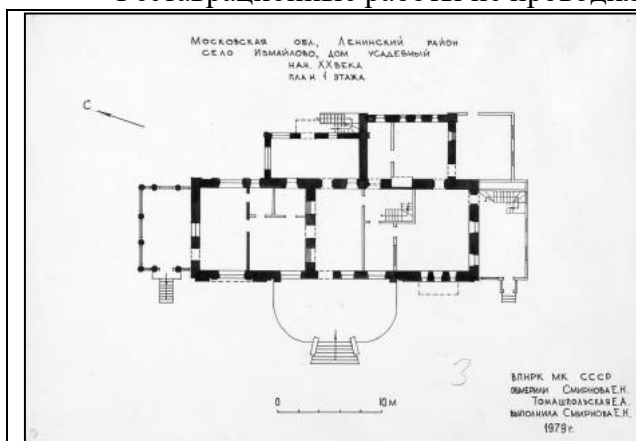 Реставрационные работы не проводил
Московская обл., Ленинский район
село Измайлово, дом усадебный
нач. XX века
план 1 этажа
С
3
0 10 м
ВПНРК МК СССР
обмерили Смирнова Е.Н.
Томашпольская Е.А.
выполнила Смирнова Е.Н.
1979 г.